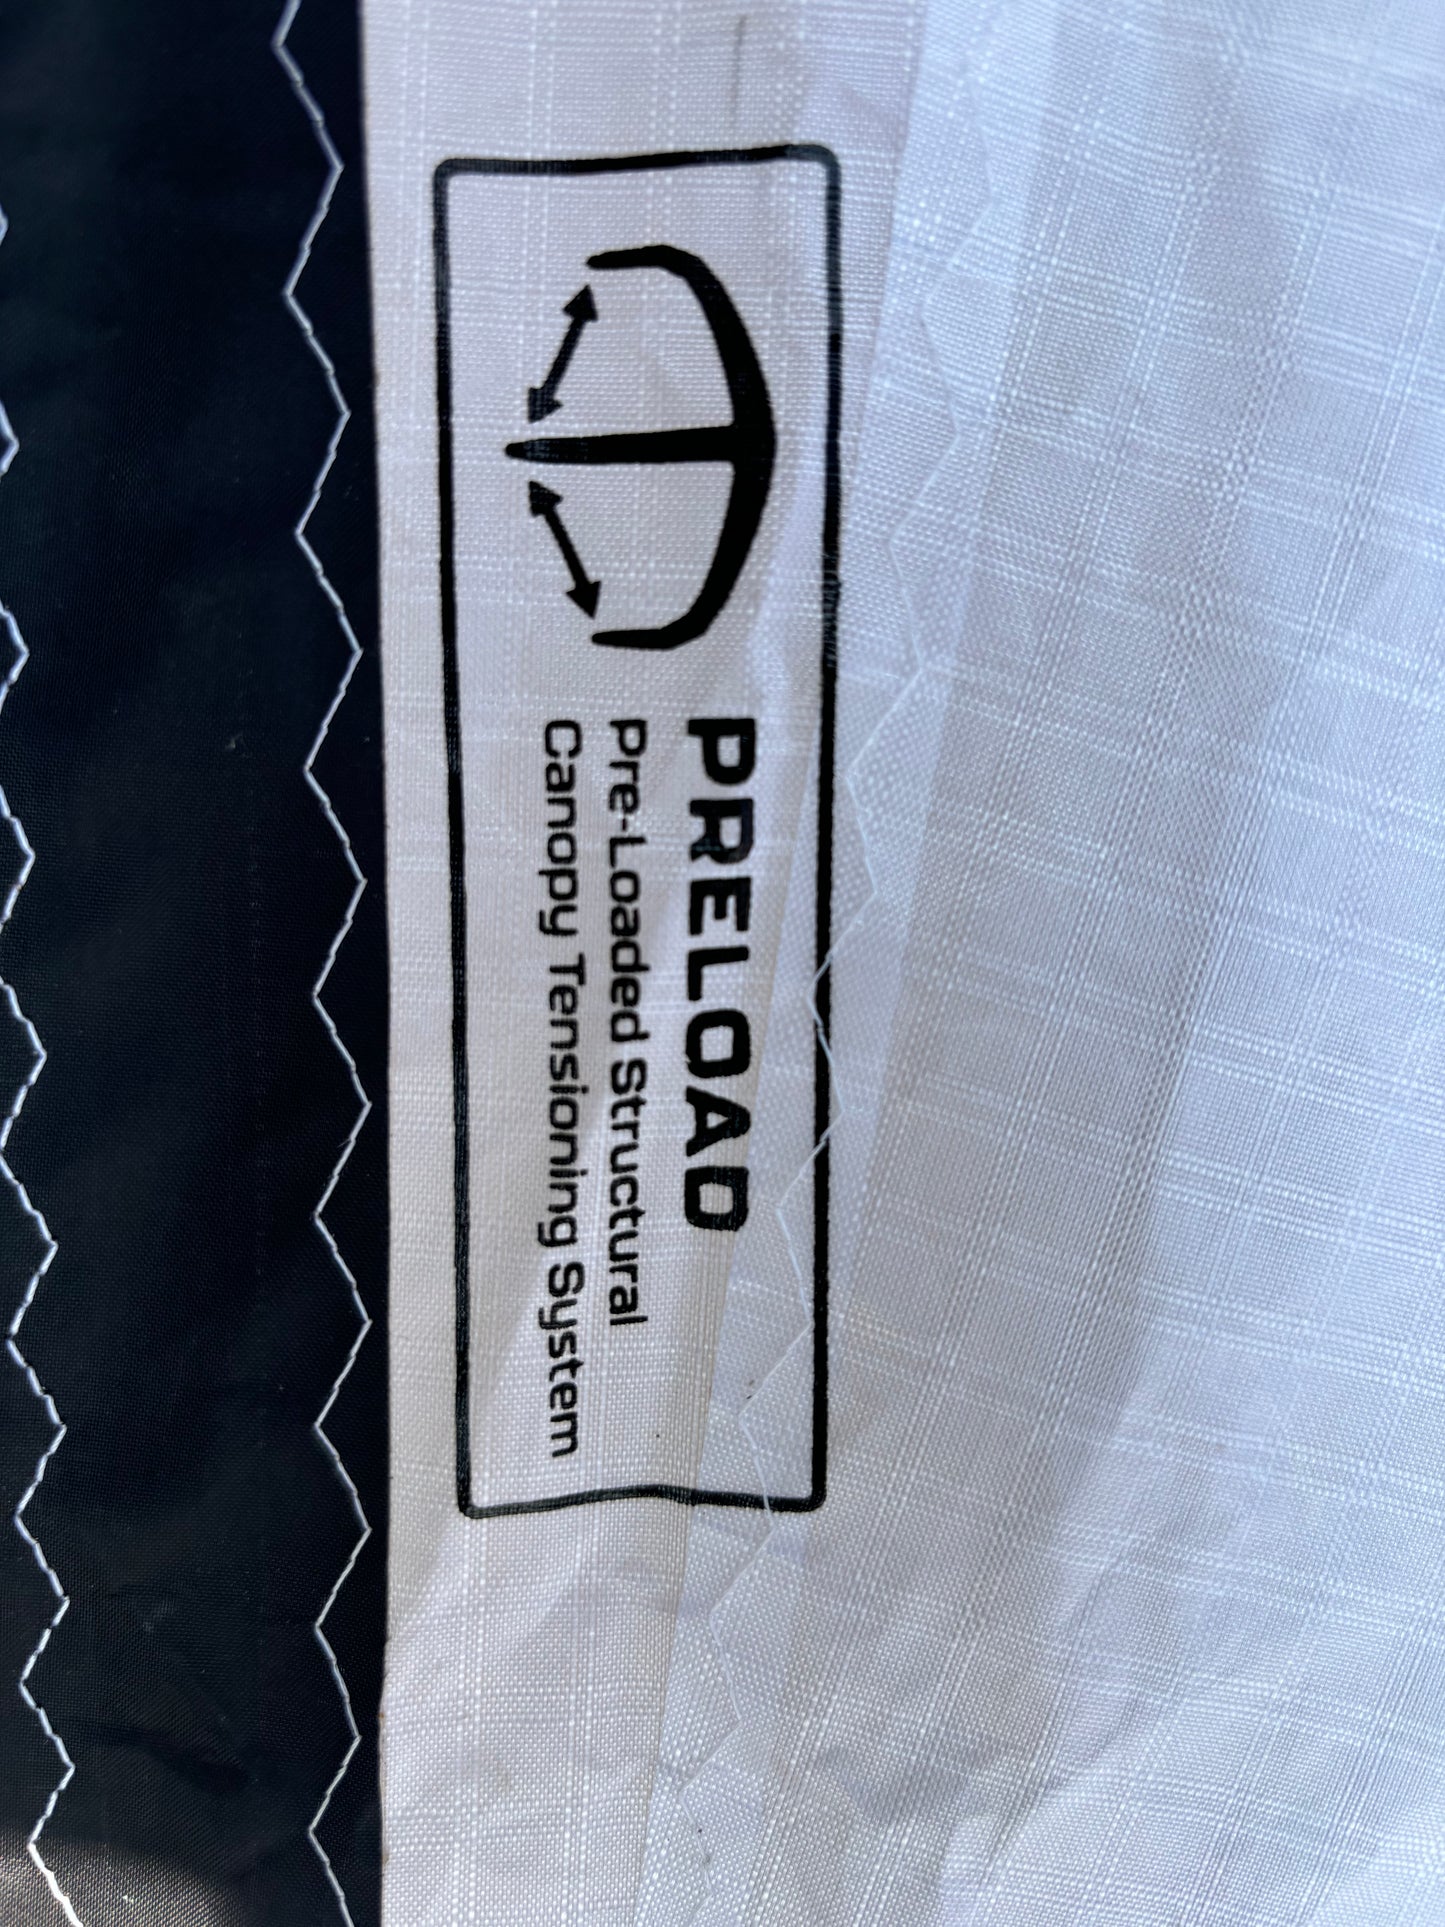 PRELOAD
Pre-Loaded Structural
Canopy Tensioning System